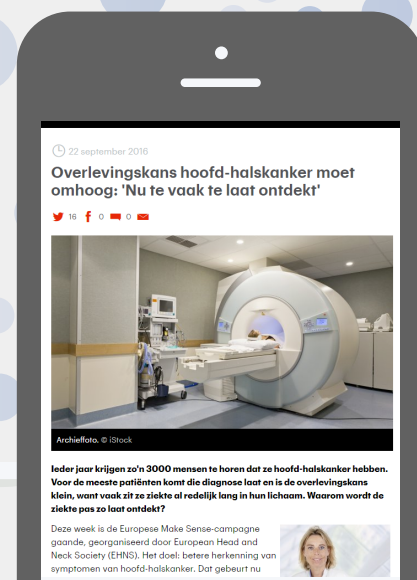 22 september 2016
Overlevingskans hoofd-halskanker moet
omhoog: 'Nu te vaak te laat ontdekt'
16 0 0
Archieffoto. © iStock
Ieder jaar krijgen zo'n 3000 mensen te horen dat ze hoofd-halskanker hebben.
Voor de meeste patiënten komt die diagnose laat en is de overlevingskans
klein, want vaak zit ze ziekte al redelijk lang in hun lichaam. Waarom wordt de
ziekte pas zo laat ontdekt?
Deze week is de Europese Make Sense-campagne
gaande, georganiseerd door European Head and
Neck Society (EHNS). Het doel: betere herkenning van
symptomen van hoofd-halskanker. Dat gebeurt nu